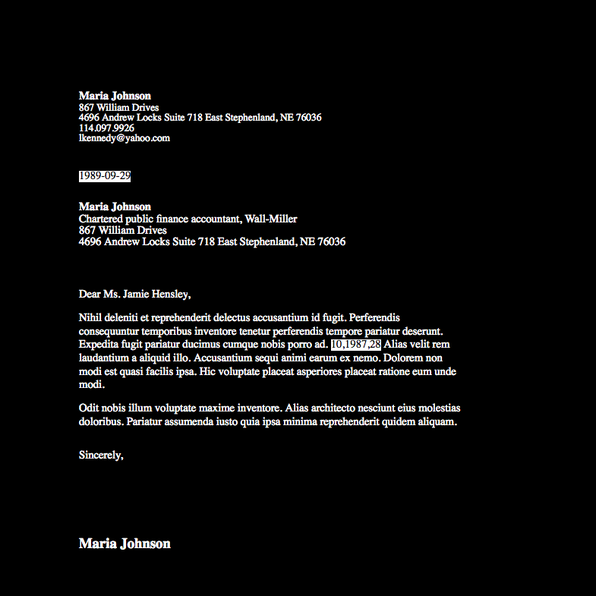 Maria Johnson
867 William Drives
4696 Andrew Locks Suite 718 East Stephenland, NE 76036
114.097.9926
lkennedy@yahoo.com
1989-09-29
Maria Johnson
Chartered public finance accountant, Wall-Miller
867 William Drives
4696 Andrew Locks Suite 718 East Stephenland, NE 76036
Dear Ms. Jamie Hensley,
Nihil deleniti et reprehenderit delectus accusantium id fugit. Perferendis
consequuntur temporibus inventore tenetur perferendis tempore pariatur deserunt.
Expedita fugit pariatur ducimus cumque nobis porro ad. 10,1987,28 Alias velit rem
laudantium a aliquid illo. Accusantium sequi animi earum ex nemo. Dolorem non
modi est quasi facilis ipsa. Hic voluptate placeat asperiores placeat ratione eum unde
modi.
Odit nobis illum voluptate maxime inventore. Alias architecto nesciunt eius molestias
doloribus. Pariatur assumenda iusto quia ipsa minima reprehenderit quidem aliquam.
Sincerely,
Maria Johnson